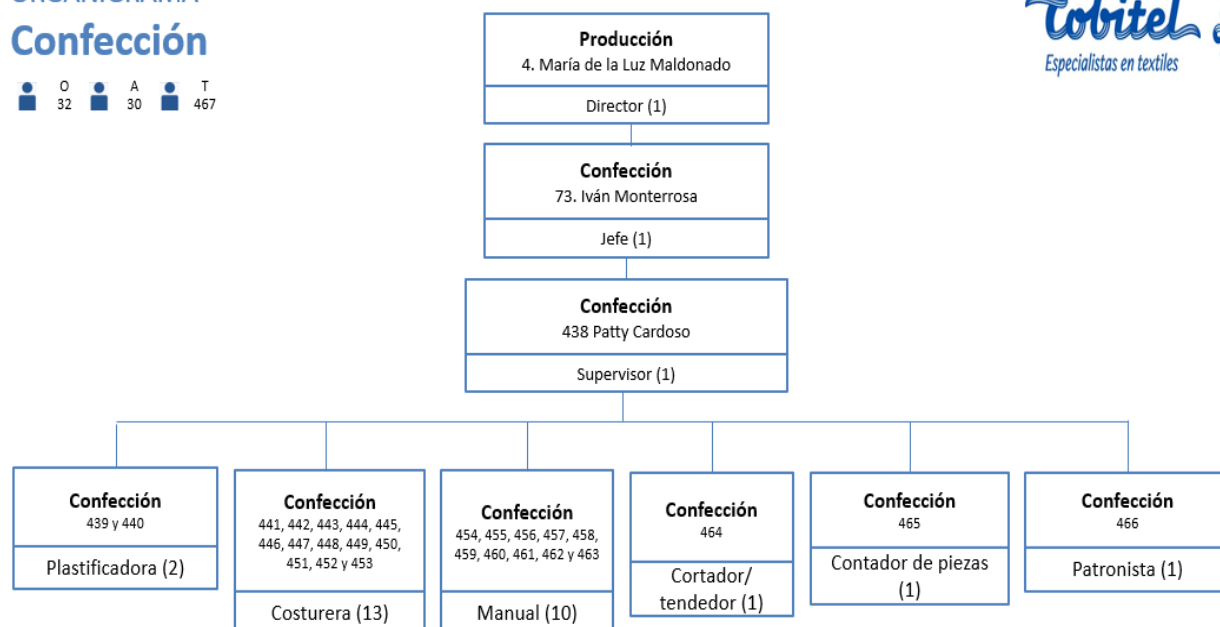 ORGANIGRAMA
Confección
O A T
32 30 467
Cobitel
Especialistas en textiles
Producción
4. María de la Luz Maldonado
Director (1)
Confección
73. Iván Monterrosa
Jefe (1)
Confección
438 Patty Cardoso
Supervisor (1)
Confección
439 y 440
Plastificadora (2)
Confección
441, 442, 443, 444, 445,
446, 447, 448, 449, 450,
451, 452 y 453
Costurera (13)
Confección
454, 455, 456, 457, 458,
459, 460, 461, 462 y 463
Manual (10)
Confección
464
Cortador/
tendedor (1)
Confección
465
Contador de piezas
(1)
Confección
466
Patronista (1)